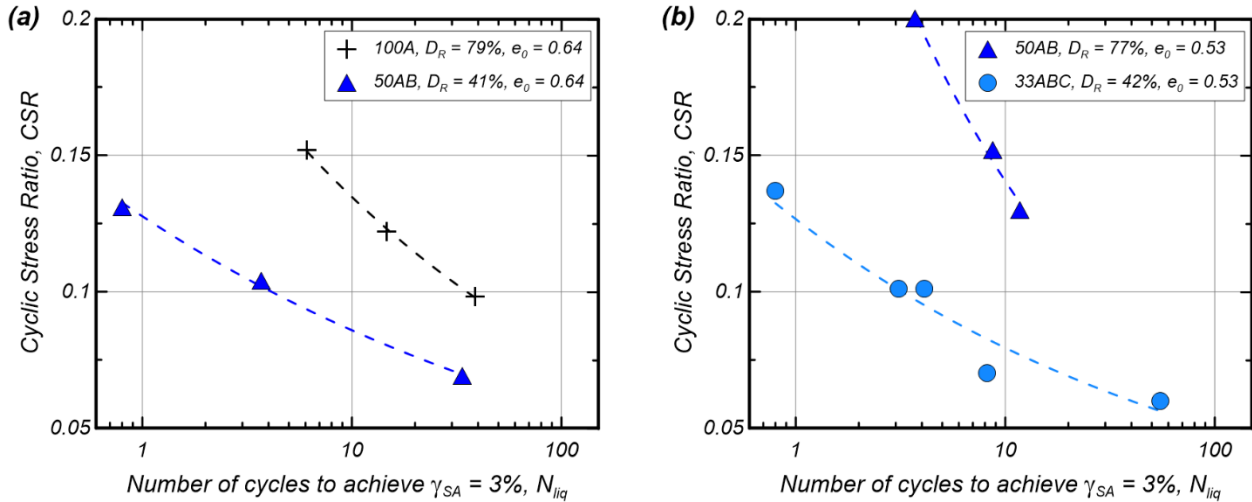 (a)
0.2
0.15
0.1
0.05
Cyclic Stress Ratio, CSR
100A, D_R = 79%, e_0 = 0.64
50AB, D_R = 41%, e_0 = 0.64
1
10
100
Number of cycles to achieve γ_SA = 3%, N_liq
(b)
0.2
0.15
0.1
0.05
Cyclic Stress Ratio, CSR
50AB, D_R = 77%, e_0 = 0.53
33ABC, D_R = 42%, e_0 = 0.53
1
10
100
Number of cycles to achieve γ_SA = 3%, N_liq